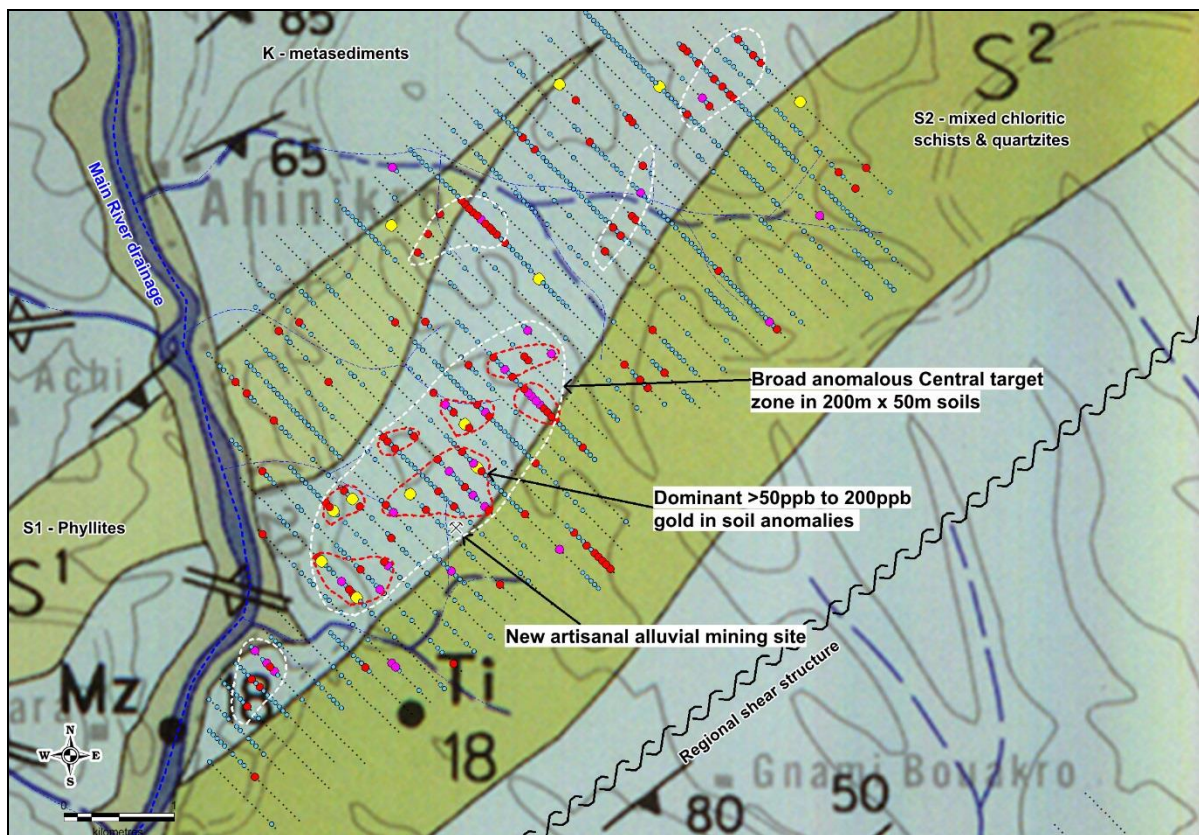 85
K - metasediments
S²
S2 - mixed chloritic
schists & quartzites
65
Ahinikro
Main River drainage
Achi
Broad anomalous Central target
zone in 200m x 50m soils
Dominant >50ppb to 200ppb
gold in soil anomalies
S1 - Phyllites
S¹
New artisanal alluvial mining site
Mz
18
Ti
18
Regional shear structure
Gnami Bouakro
80
50
N
W E
S
0 1
kilometres